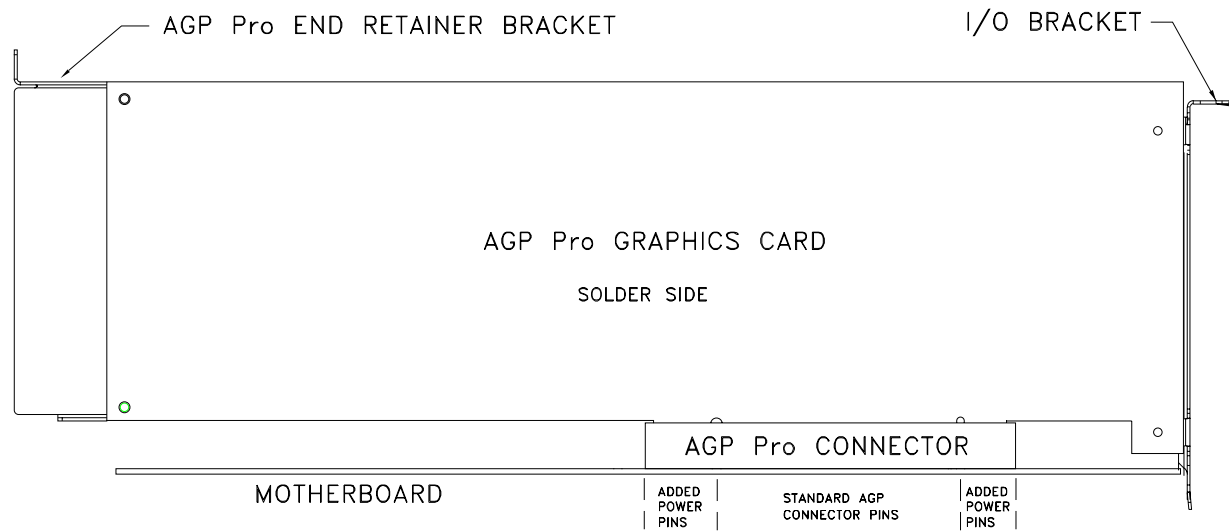 AGP Pro END RETAINER BRACKET
I/O BRACKET
AGP Pro GRAPHICS CARD
SOLDER SIDE
AGP Pro CONNECTOR
MOTHERBOARD
ADDED
POWER
PINS
STANDARD AGP
CONNECTOR PINS
ADDED
POWER
PINS